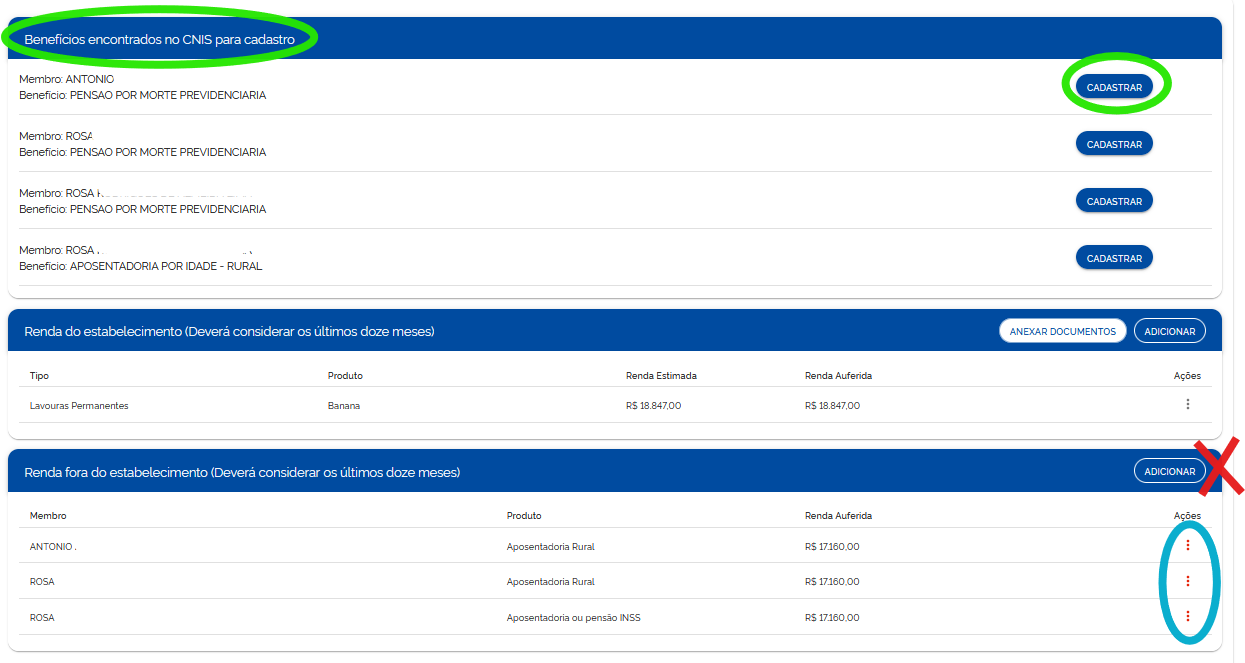 Benefícios encontrados no CNIS para cadastro
Membro: ANTONIO
Benefício: PENSAO POR MORTE PREVIDENCIARIA
CADASTRAR
Membro: ROSA
Benefício: PENSAO POR MORTE PREVIDENCIARIA
CADASTRAR
Membro: ROSA
Benefício: PENSAO POR MORTE PREVIDENCIARIA
CADASTRAR
Membro: ROSA
Benefício: APOSENTADORIA POR IDADE - RURAL
CADASTRAR
Renda do estabelecimento (Deverá considerar os últimos doze meses) ANEXAR DOCUMENTOS ADICIONAR
Tipo Produto Renda Estimada Renda Auferida Ações
Lavouras Permanentes Banana R$ 18.847,00 R$ 18.847,00
Renda fora do estabelecimento (Deverá considerar os últimos doze meses) ADICIONAR
Membro Produto Renda Auferida Ações
ANTONIO Aposentadoria Rural R$ 17.160,00
ROSA Aposentadoria Rural R$ 17.160,00
ROSA Aposentadoria ou pensão INSS R$ 17.160,00